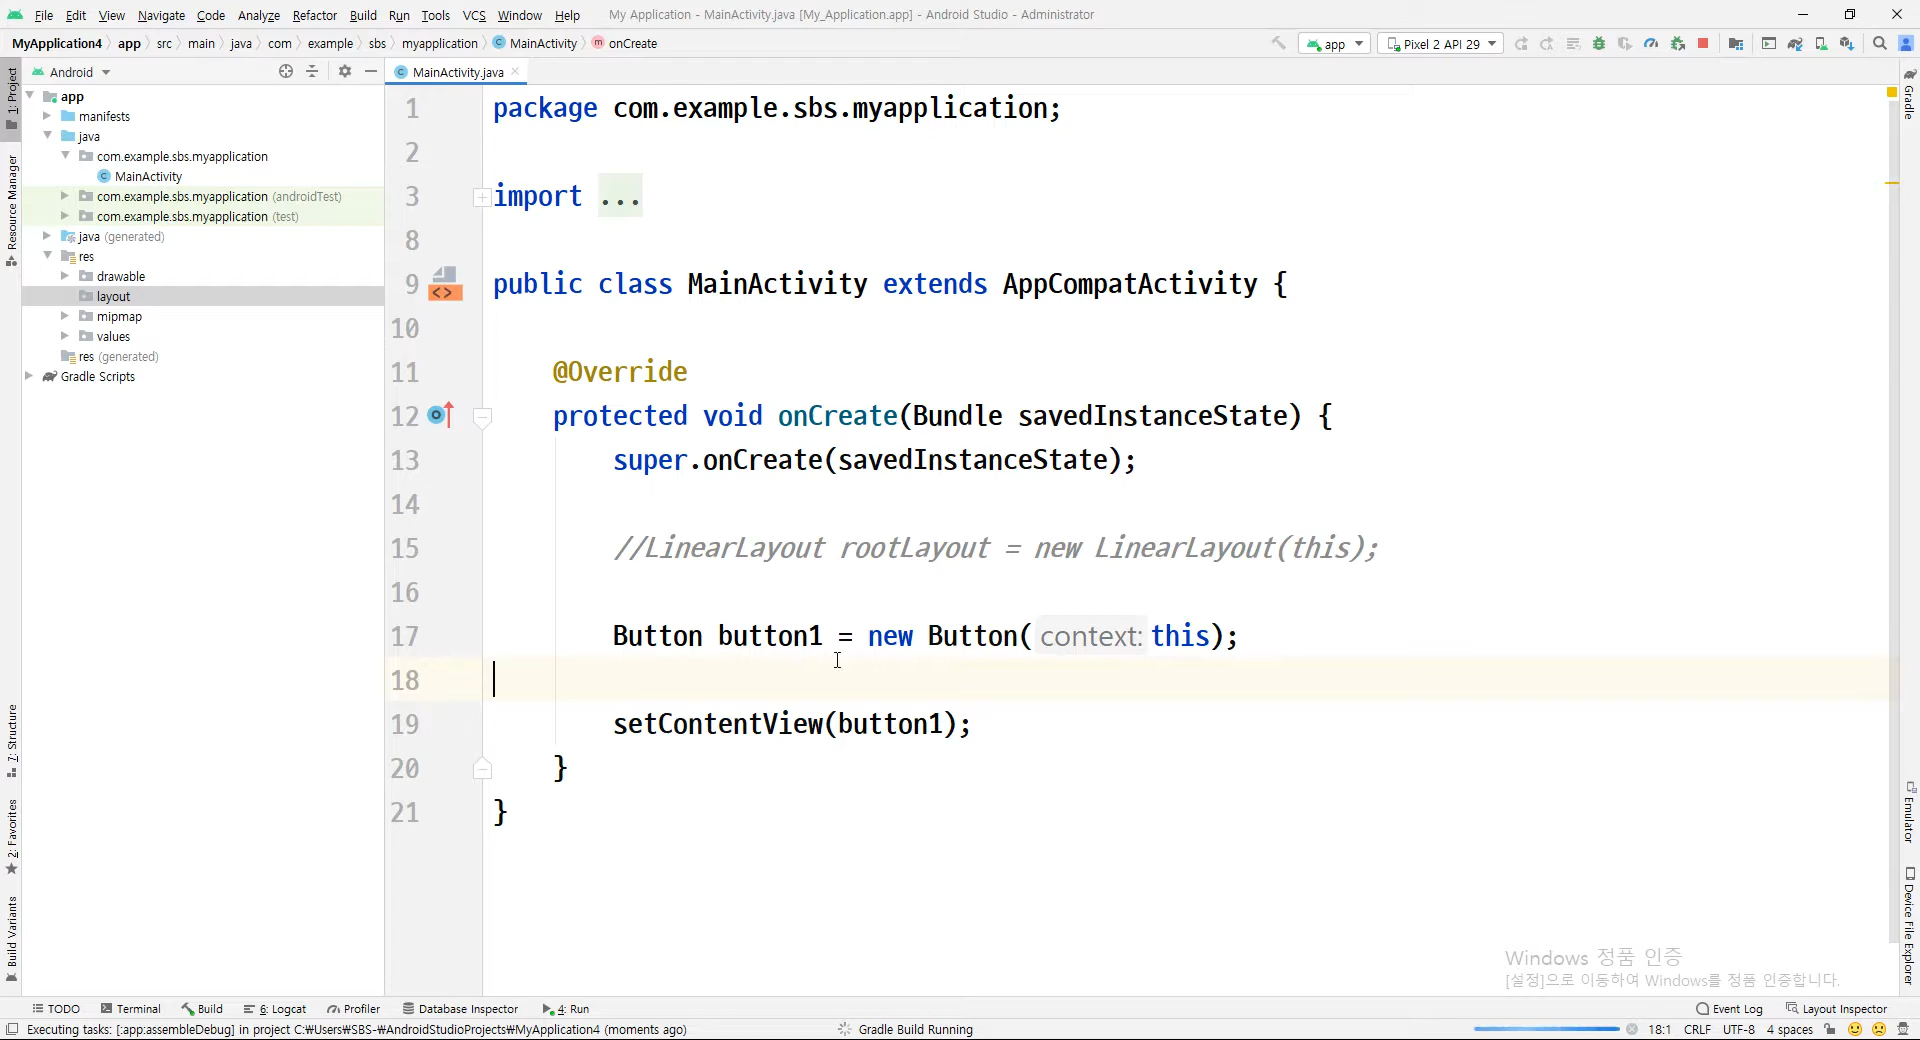 File Edit View Navigate Code Analyze Refactor Build Run Tools VCS Window Help My Application - MainActivity.java [My_Application.app] - Android Studio - Administrator
MyApplication4 app src main java com example sbs myapplication MainActivity onCreate app Pixel 2 API 29
1: Project
Resource Manager
7: Structure
2: Favorites
Build Variants
Android
app
manifests
java
com.example.sbs.myapplication
MainActivity
com.example.sbs.myapplication (androidTest)
com.example.sbs.myapplication (test)
java (generated)
res
drawable
layout
mipmap
values
res (generated)
Gradle Scripts
MainActivity.java
1 package com.example.sbs.myapplication;
2
3 import ...
8
9 public class MainActivity extends AppCompatActivity {
10
11 @Override
12 protected void onCreate(Bundle savedInstanceState) {
13 super.onCreate(savedInstanceState);
14
15 //LinearLayout rootLayout = new LinearLayout(this);
16
17 Button button1 = new Button( context: this);
18
19 setContentView(button1);
20 }
21 }
Gradle
Emulator
Device File Explorer
Windows 정품 인증
[설정]으로 이동하여 Windows를 정품 인증합니다.
TODO Terminal Build 6: Logcat Profiler Database Inspector 4: Run Event Log Layout Inspector
Executing tasks: [:app:assembleDebug] in project C:₩Users₩SBS-₩AndroidStudioProjects₩MyApplication4 (moments ago) Gradle Build Running 18:1 CRLF UTF-8 4 spaces